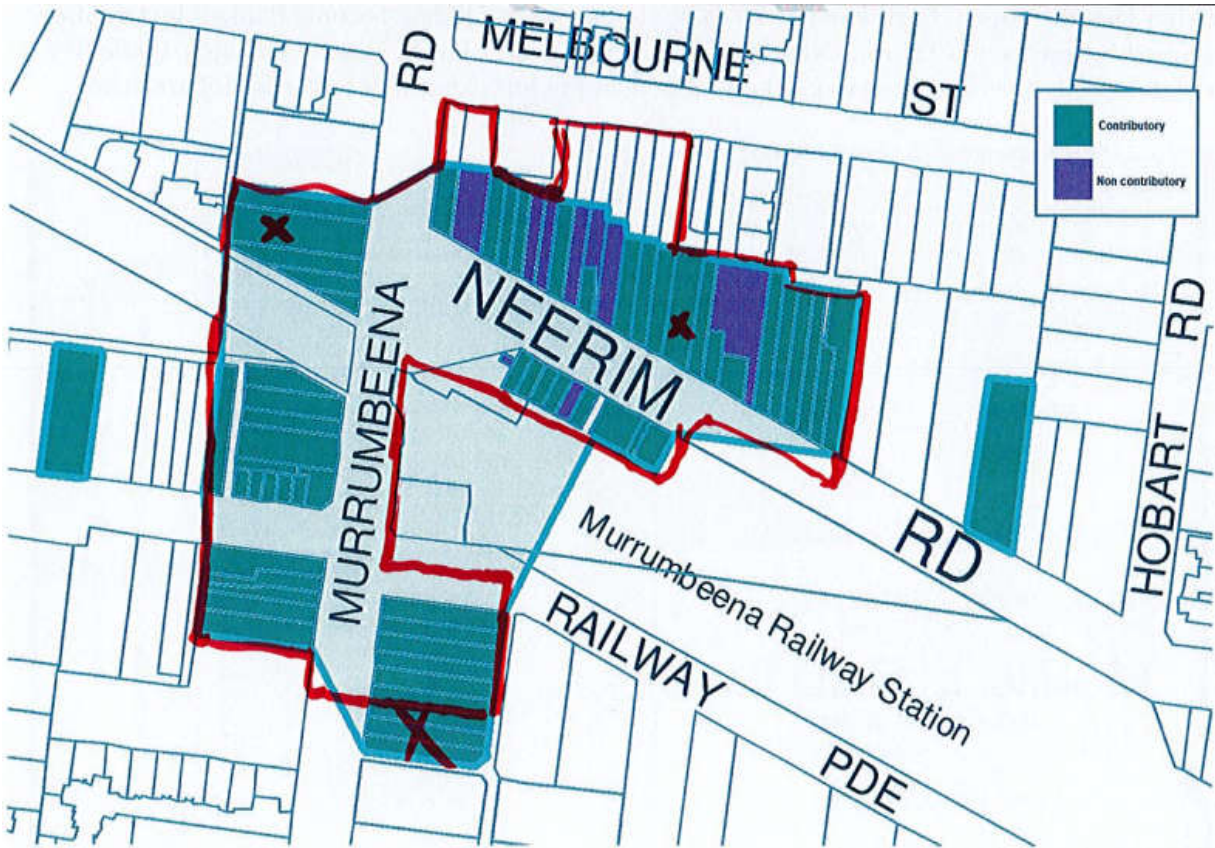 RD
MELBOURNE
ST
Contributory
Non contributory
NEERIM
RD
MURRUMBEENA
HOBART RD
Murrumbeena Railway Station
RAILWAY
PDE